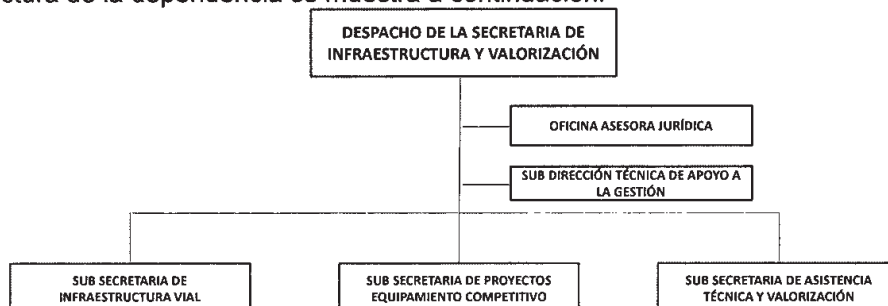 DESPACHO DE LA SECRETARIA DE
INFRAESTRUCTURA Y VALORIZACIÓN
OFICINA ASESORA JURÍDICA
SUB DIRECCIÓN TÉCNICA DE APOYO A
LA GESTIÓN
SUB SECRETARIA DE
INFRAESTRUCTURA VIAL
SUB SECRETARIA DE PROYECTOS
EQUIPAMIENTO COMPETITIVO
SUB SECRETARIA DE ASISTENCIA
TÉCNICA Y VALORIZACIÓN